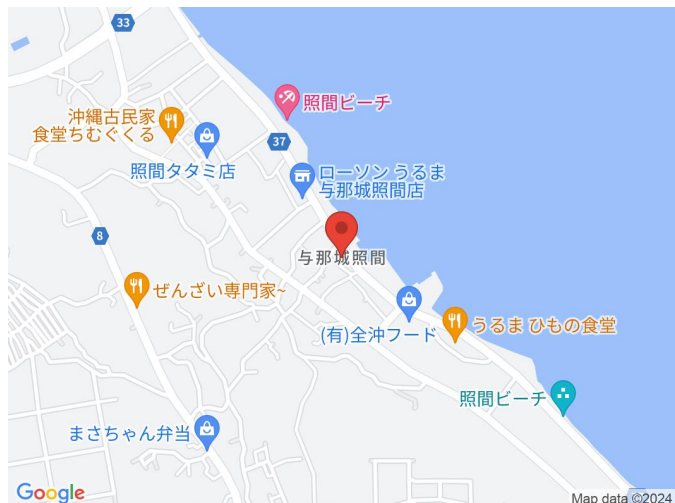 33
照間ビーチ
沖縄古民家
食堂ちむぐくる
37
照間タタミ店
ローソン うるま
与那城照間店
8
与那城照間
ぜんざい専門家~
(有)全沖フード
うるま ひもの食堂
照間ビーチ
まさちゃん弁当
Google
Map data ©2024